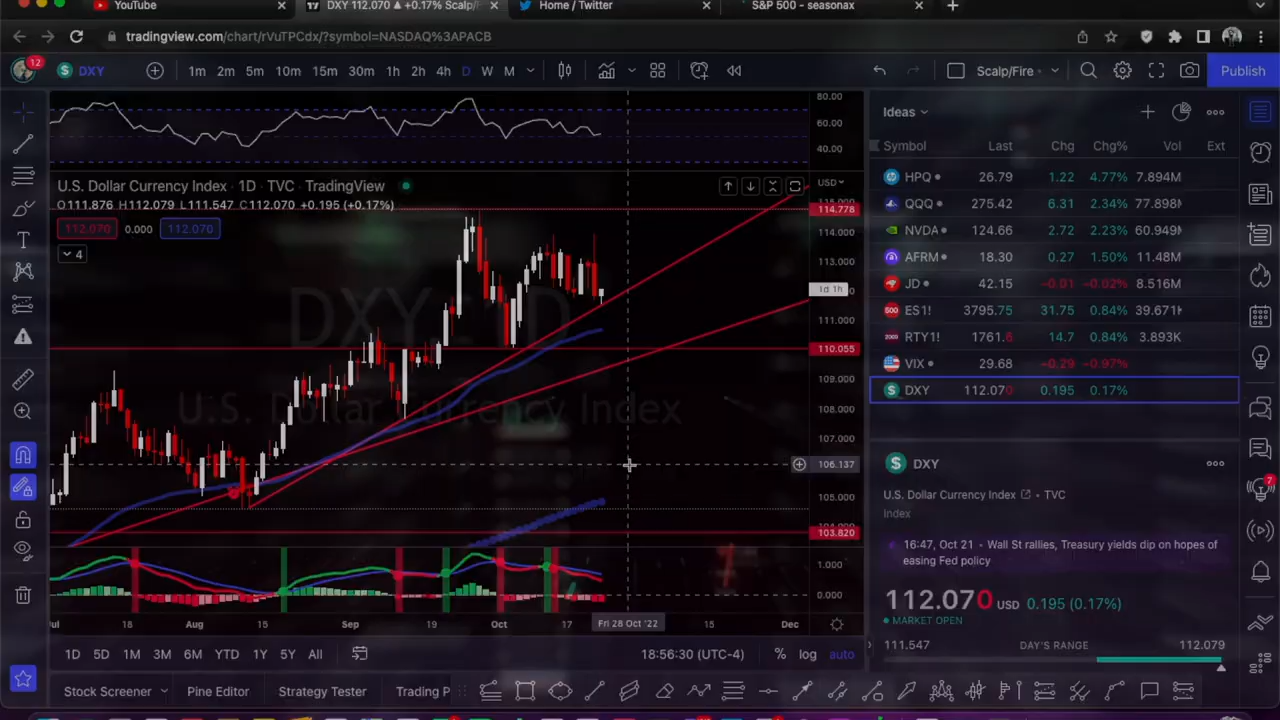 YouTube
DXY 112.070 ▲ +0.17% Scalp/
Home / Twitter
S&P 500 - seasonax
tradingview.com/chart/rVuTPCdx/?symbol=NASDAQ%3APACB
12
DXY
1m 2m 5m 10m 15m 30m 1h 2h 4h D W M
Scalp/Fire
Publish
80.00
60.00
40.00
U.S. Dollar Currency Index · 1D · TVC · TradingView
O111.876 H112.079 L111.547 C112.070 +0.195 (+0.17%)
112.070 0.000 112.070
4
USD
114.778
114.000
113.000
1d 1h
111.000
110.055
109.000
108.000
107.000
106.137
105.000
103.820
DXY, 1D
U.S. Dollar Currency Index
1.000
0.000
Jul 18 Aug 15 Sep 19 Oct 17 Fri 28 Oct '22 15 Dec
1D 5D 1M 3M 6M YTD 1Y 5Y All
18:56:30 (UTC-4) % log auto
Stock Screener Pine Editor Strategy Tester Trading P
Ideas
Symbol Last Chg Chg% Vol Ext
HPQ 26.79 1.22 4.77% 7.894M
QQQ 275.42 6.31 2.34% 77.898M
NVDA 124.66 2.72 2.23% 60.949M
AFRM 18.30 0.27 1.50% 11.48M
JD 42.15 -0.01 -0.02% 8.516M
500 ES1! 3795.75 31.75 0.84% 39.671K
2000 RTY1! 1761.6 14.7 0.84% 3.893K
VIX 29.68 -0.29 -0.97%
DXY 112.070 0.195 0.17%
DXY
U.S. Dollar Currency Index · TVC
Index
16:47, Oct 21 • Wall St rallies, Treasury yields dip on hopes of
easing Fed policy
112.070 USD 0.195 (0.17%)
MARKET OPEN
111.547 DAY'S RANGE 112.079
7